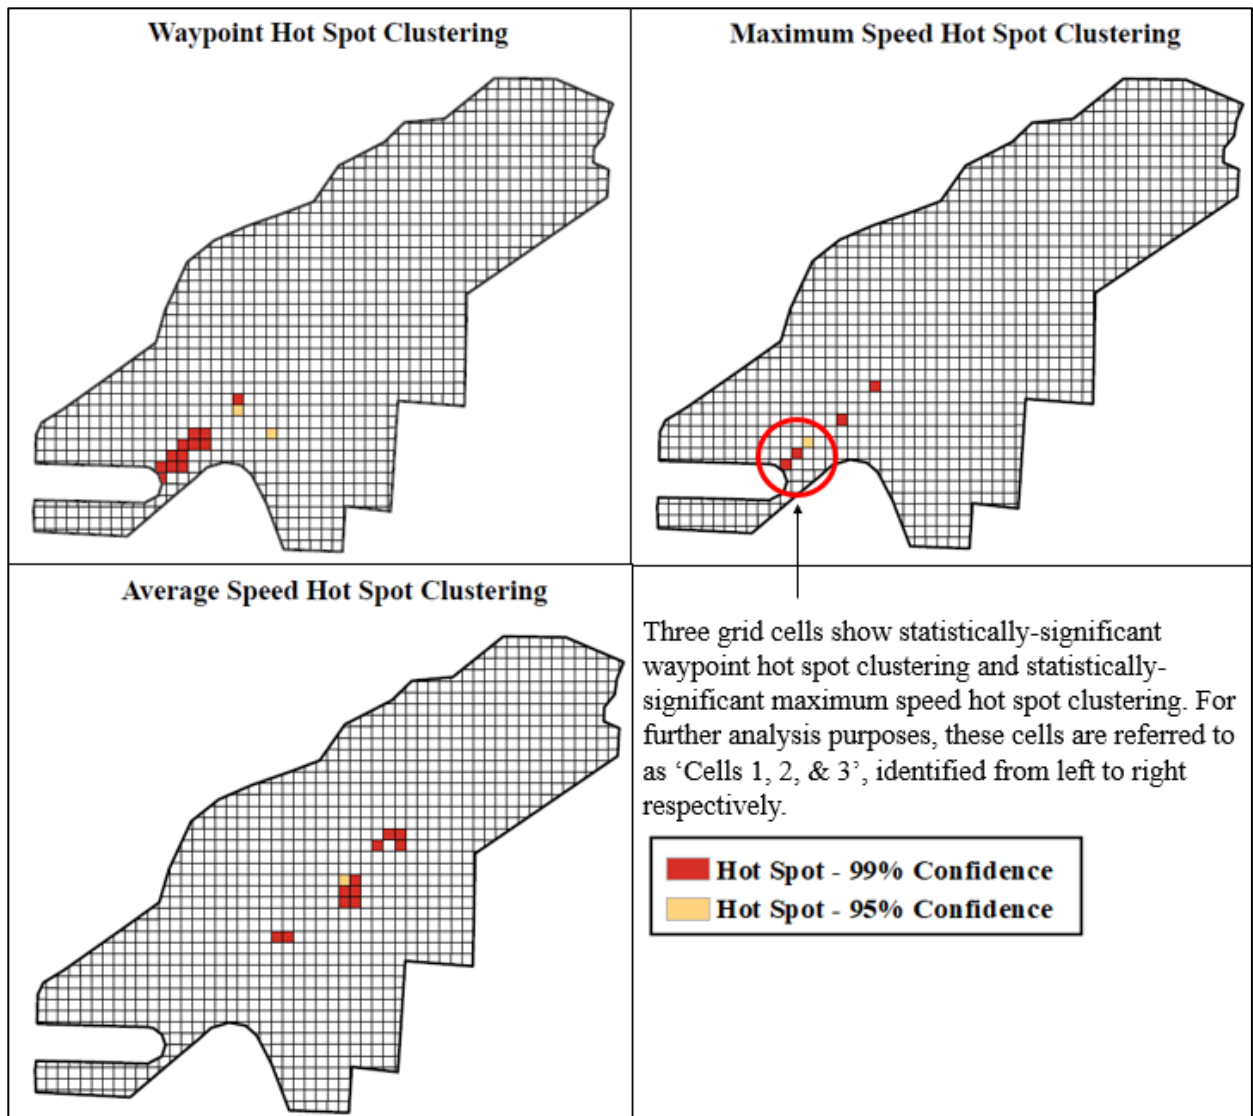 Waypoint Hot Spot Clustering
Maximum Speed Hot Spot Clustering
Average Speed Hot Spot Clustering
Three grid cells show statistically-significant
waypoint hot spot clustering and statistically-
significant maximum speed hot spot clustering. For
further analysis purposes, these cells are referred to
as ‘Cells 1, 2, & 3’, identified from left to right
respectively.
Hot Spot - 99% Confidence
Hot Spot - 95% Confidence